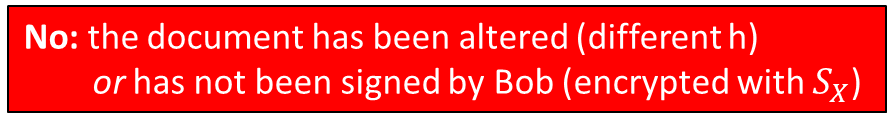 No: the document has been altered (different h)
or has not been signed by Bob (encrypted with S_X)